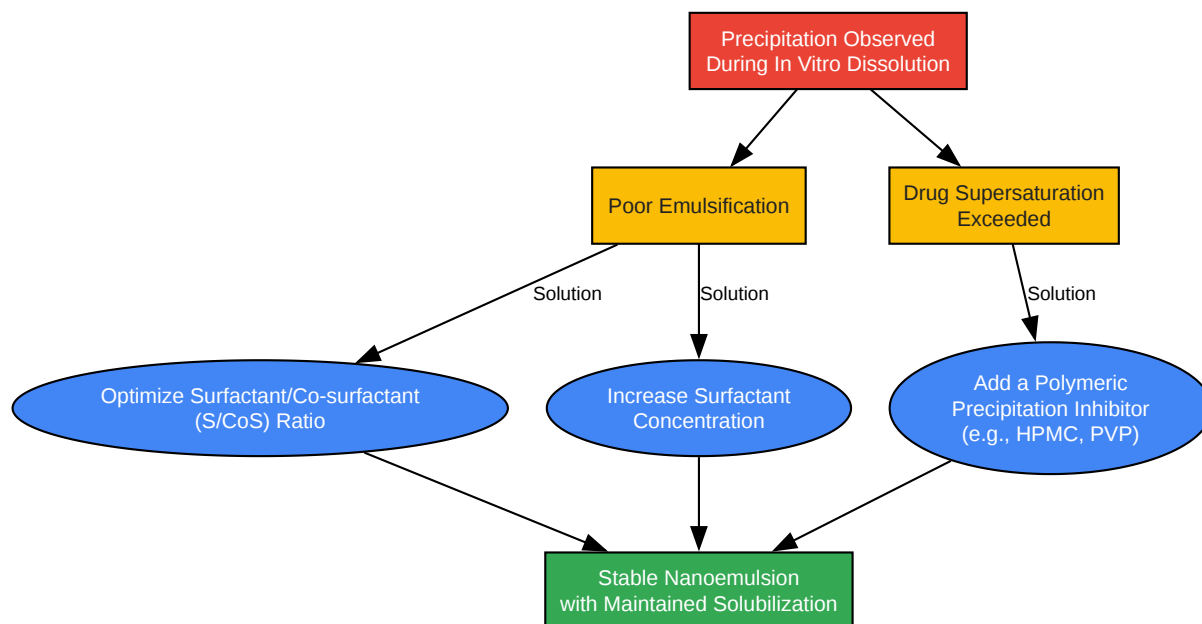 Precipitation Observed
During In Vitro Dissolution
Poor Emulsification
Drug Supersaturation
Exceeded
Solution
Solution
Solution
Optimize Surfactant/Co-surfactant
(S/CoS) Ratio
Increase Surfactant
Concentration
Add a Polymeric
Precipitation Inhibitor
(e.g., HPMC, PVP)
Stable Nanoemulsion
with Maintained Solubilization